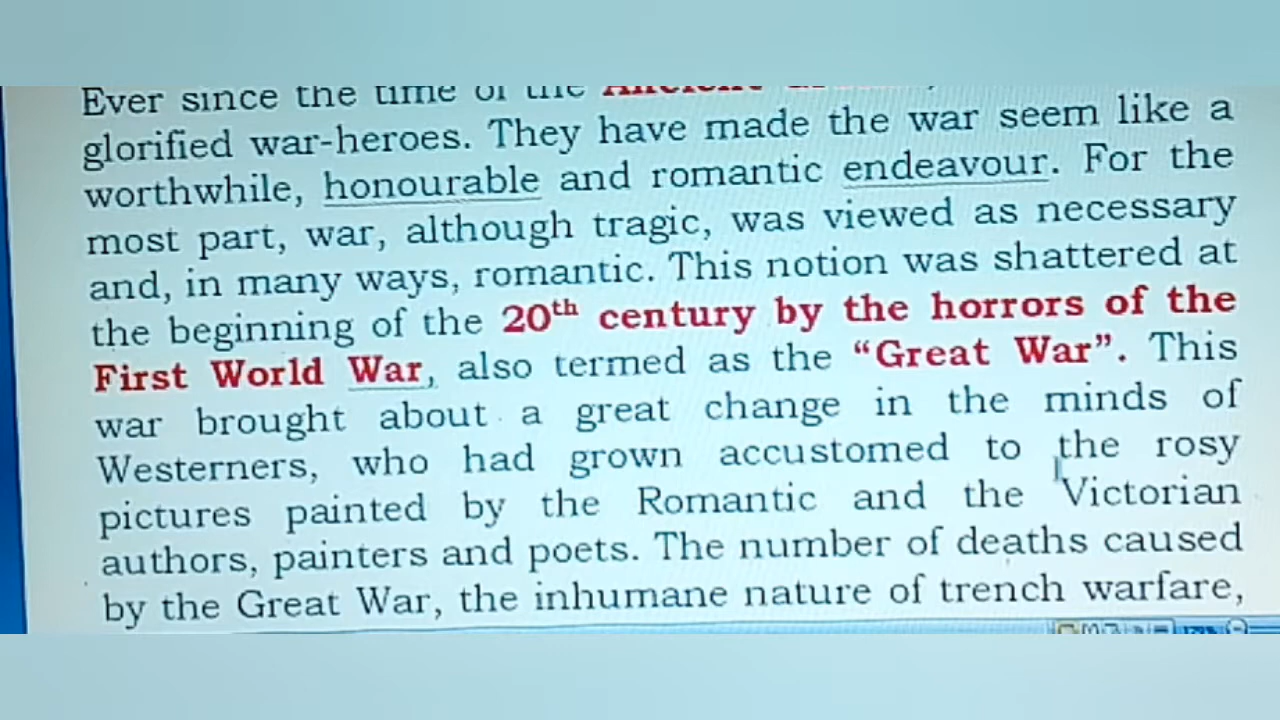 Ever since the time of the Ancient
glorified war-heroes. They have made the war seem like a
worthwhile, honourable and romantic endeavour. For the
most part, war, although tragic, was viewed as necessary
and, in many ways, romantic. This notion was shattered at
the beginning of the 20th century by the horrors of the
First World War, also termed as the “Great War”. This
war brought about a great change in the minds of
Westerners, who had grown accustomed to the rosy
pictures painted by the Romantic and the Victorian
authors, painters and poets. The number of deaths caused
by the Great War, the inhumane nature of trench warfare,